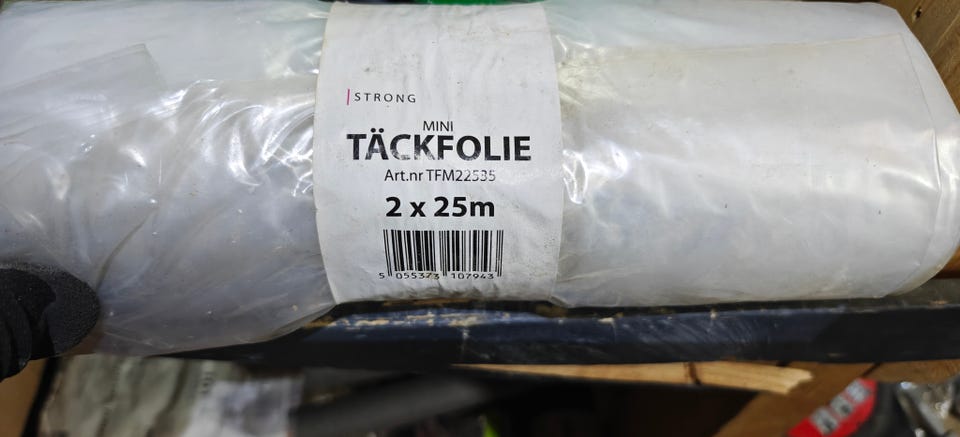 STRONG
MINI
TÄCKFOLIE
Art.nr TFM22535
2 x 25m
5 055373 107943